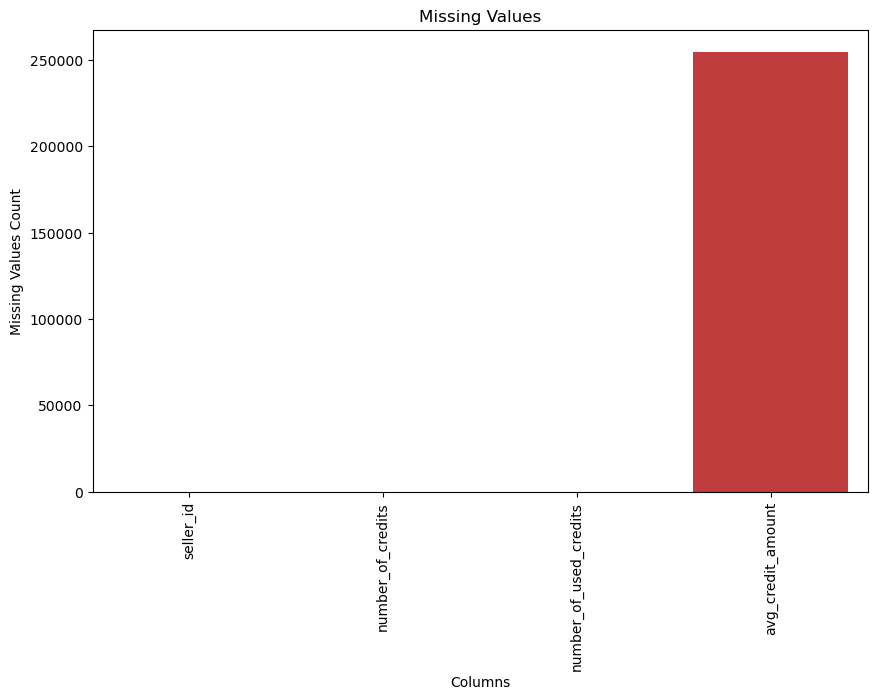 Missing Values
250000
200000
150000
100000
50000
0
Missing Values Count
seller_id
number_of_credits
number_of_used_credits
avg_credit_amount
Columns